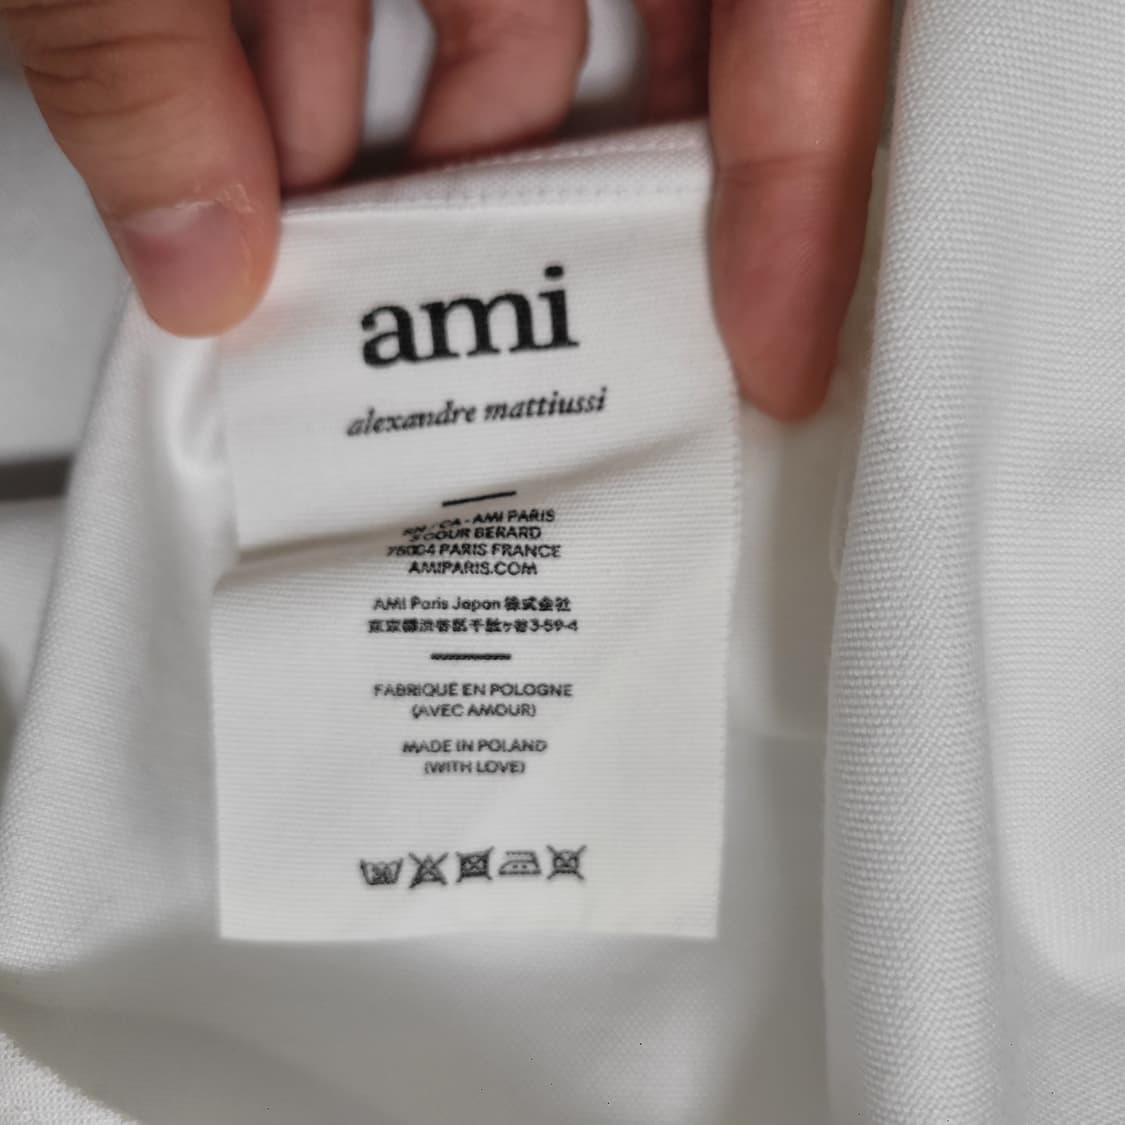 ami
alexandre mattiussi
CA - AMI PARIS
COUR BERARD
75004 PARIS FRANCE
AMIPARIS.COM
AMI Paris Japan 株式会社
東京都渋谷区千駄ヶ谷3-59-4
FABRIQUÉ EN POLOGNE
(AVEC AMOUR)
MADE IN POLAND
(WITH LOVE)